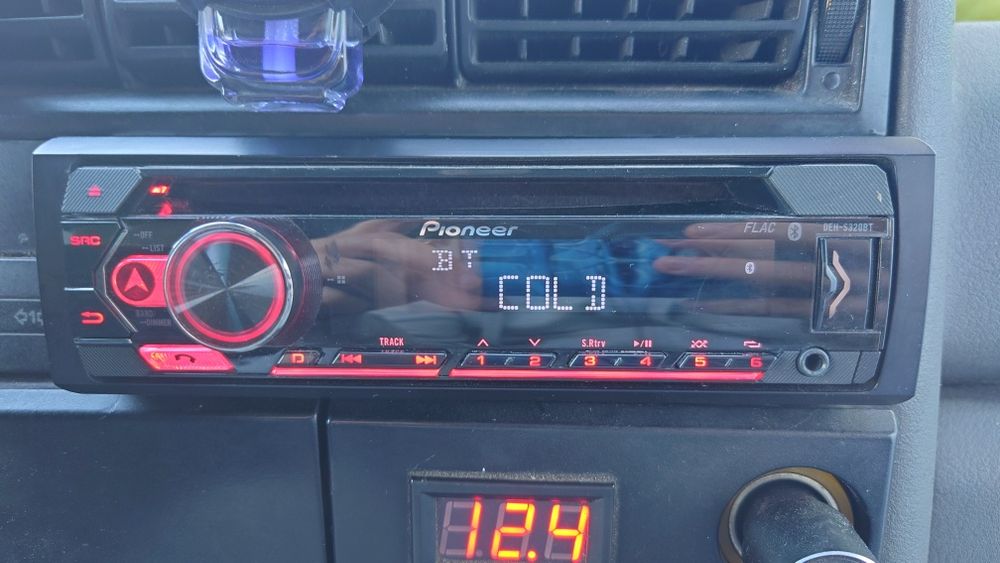 Pioneer
FLAC
DEH-S320BT
SRC
OFF
LIST
BT
COLD
BAND
DIMMER
TRACK
S.Rtrv
D
1
2
3
4
5
6
12.4